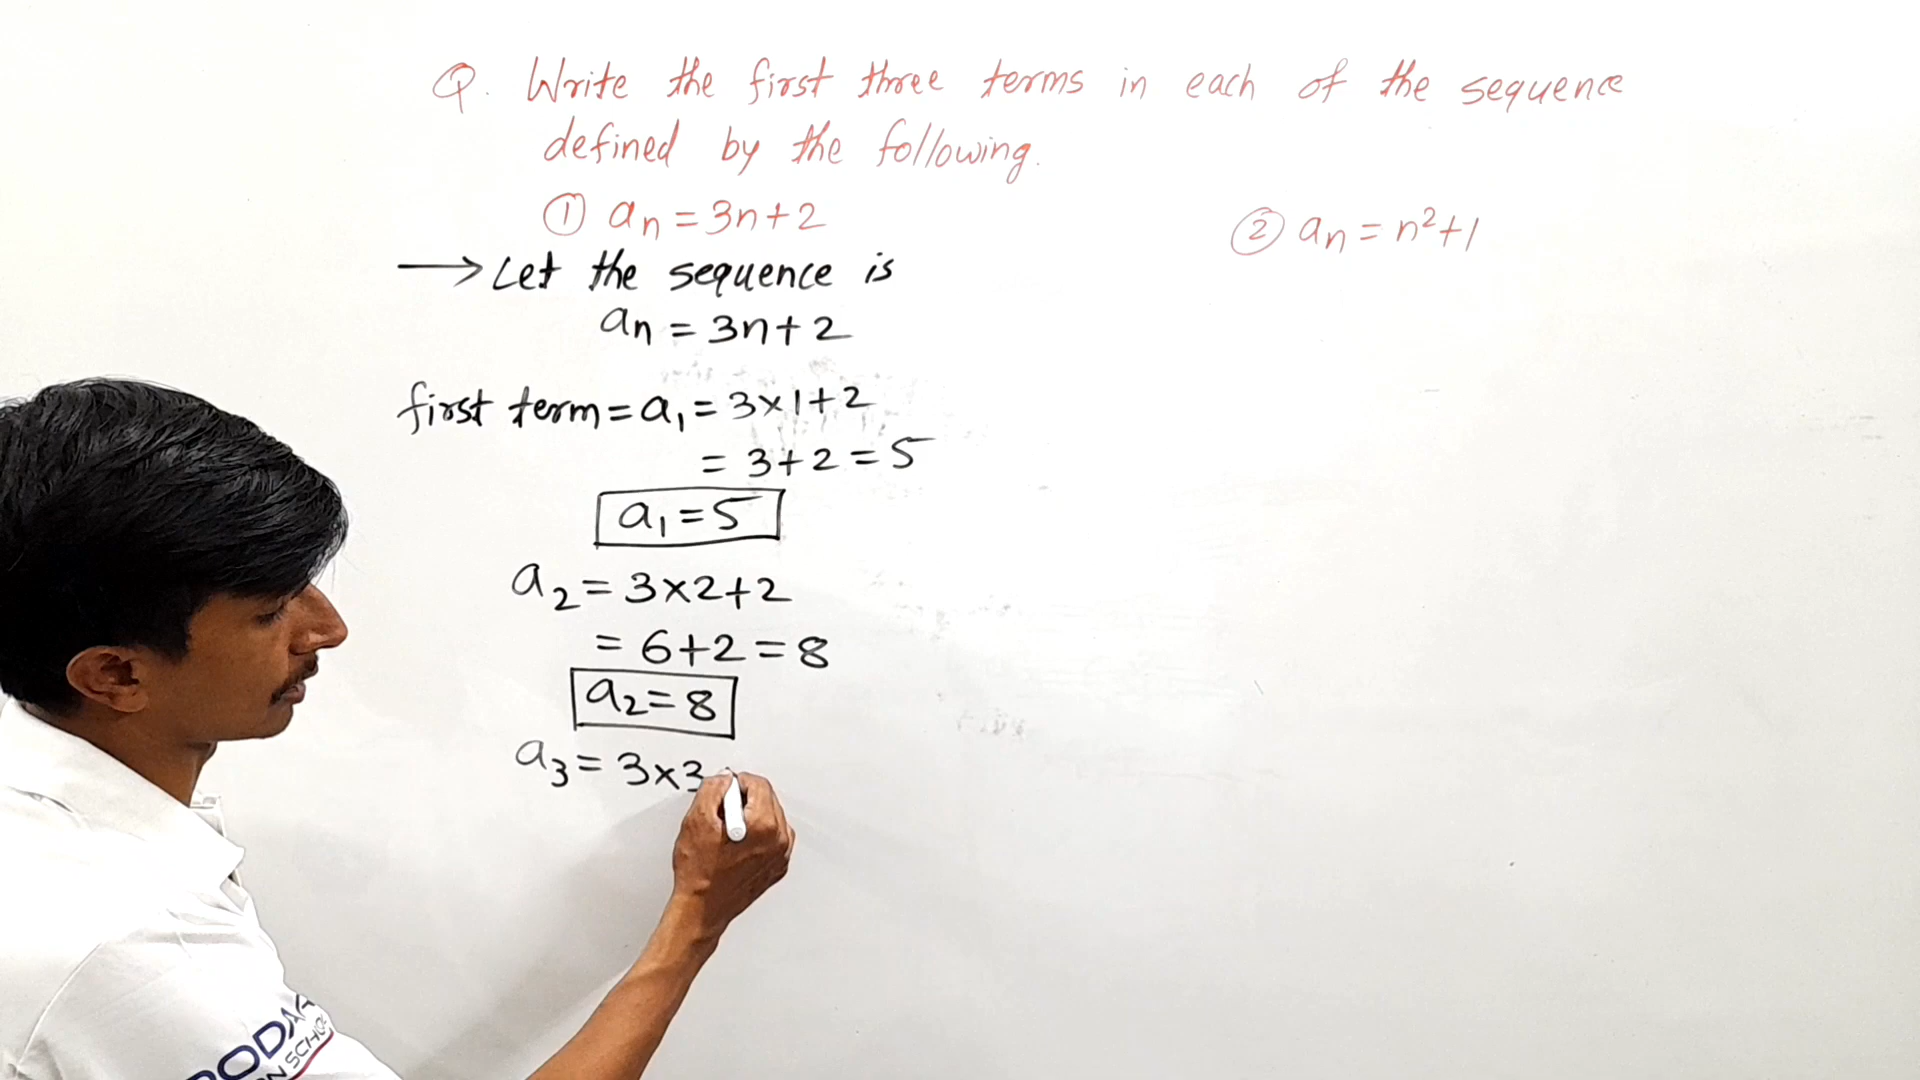 Q. Write the first three terms in each of the sequence
defined by the following.
① aₙ = 3n+2
② aₙ = n²+1
→ Let the sequence is
aₙ = 3n+2
first term = a₁ = 3×1+2
= 3+2 = 5
a₁ = 5
a₂ = 3×2+2
= 6+2 = 8
a₂ = 8
a₃ = 3×3